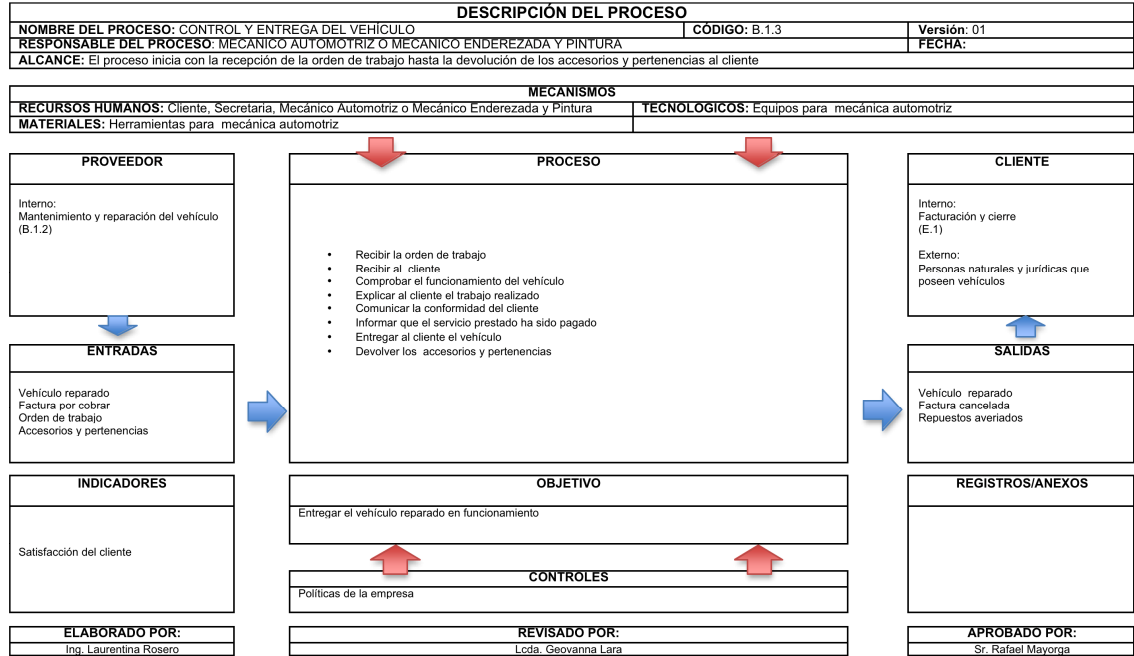 DESCRIPCIÓN DEL PROCESO
NOMBRE DEL PROCESO: CONTROL Y ENTREGA DEL VEHÍCULO CÓDIGO: B.1.3 Versión: 01
RESPONSABLE DEL PROCESO: MECANICO AUTOMOTRIZ O MECANICO ENDEREZADA Y PINTURA FECHA:
ALCANCE: El proceso inicia con la recepción de la orden de trabajo hasta la devolución de los accesorios y pertenencias al cliente
MECANISMOS
RECURSOS HUMANOS: Cliente, Secretaria, Mecánico Automotriz o Mecánico Enderezada y Pintura TECNOLOGICOS: Equipos para mecánica automotriz
MATERIALES: Herramientas para mecánica automotriz
PROVEEDOR
Interno:
Mantenimiento y reparación del vehículo
(B.1.2)
PROCESO
• Recibir la orden de trabajo
• Recibir al cliente
• Comprobar el funcionamiento del vehículo
• Explicar al cliente el trabajo realizado
• Comunicar la conformidad del cliente
• Informar que el servicio prestado ha sido pagado
• Entregar al cliente el vehículo
• Devolver los accesorios y pertenencias
CLIENTE
Interno:
Facturación y cierre
(E.1)
Externo:
Personas naturales y jurídicas que
poseen vehículos
ENTRADAS
Vehículo reparado
Factura por cobrar
Orden de trabajo
Accesorios y pertenencias
SALIDAS
Vehículo reparado
Factura cancelada
Repuestos averiados
INDICADORES
Satisfacción del cliente
OBJETIVO
Entregar el vehículo reparado en funcionamiento
REGISTROS/ANEXOS
CONTROLES
Políticas de la empresa
ELABORADO POR:
Ing. Laurentina Rosero
REVISADO POR:
Lcda. Geovanna Lara
APROBADO POR:
Sr. Rafael Mayorga